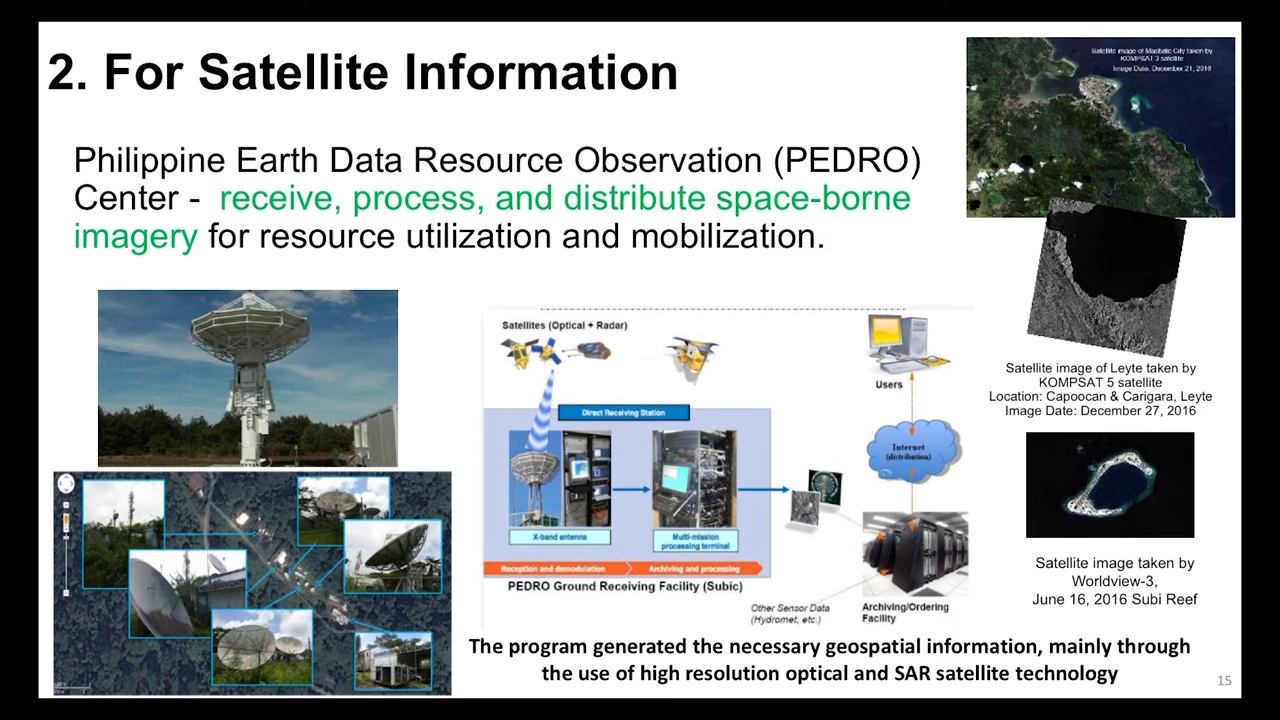 2. For Satellite Information
Philippine Earth Data Resource Observation (PEDRO)
Center - receive, process, and distribute space-borne
imagery for resource utilization and mobilization.
Satellite image of Masbate City taken by
KOMPSAT 3 satellite
Image Date: December 21, 2016
Satellite image of Leyte taken by
KOMPSAT 5 satellite
Location: Capoocan & Carigara, Leyte
Image Date: December 27, 2016
Satellite image taken by
Worldview-3,
June 16, 2016 Subi Reef
Satellites (Optical + Radar)
Users
Direct Receiving Station
Internet
(distribution)
X-band antenna
Multi-mission
processing terminal
Reception and demodulation
Archiving and processing
PEDRO Ground Receiving Facility (Subic)
Other Sensor Data
(Hydromet, etc.)
Archiving/Ordering
Facility
The program generated the necessary geospatial information, mainly through
the use of high resolution optical and SAR satellite technology
15